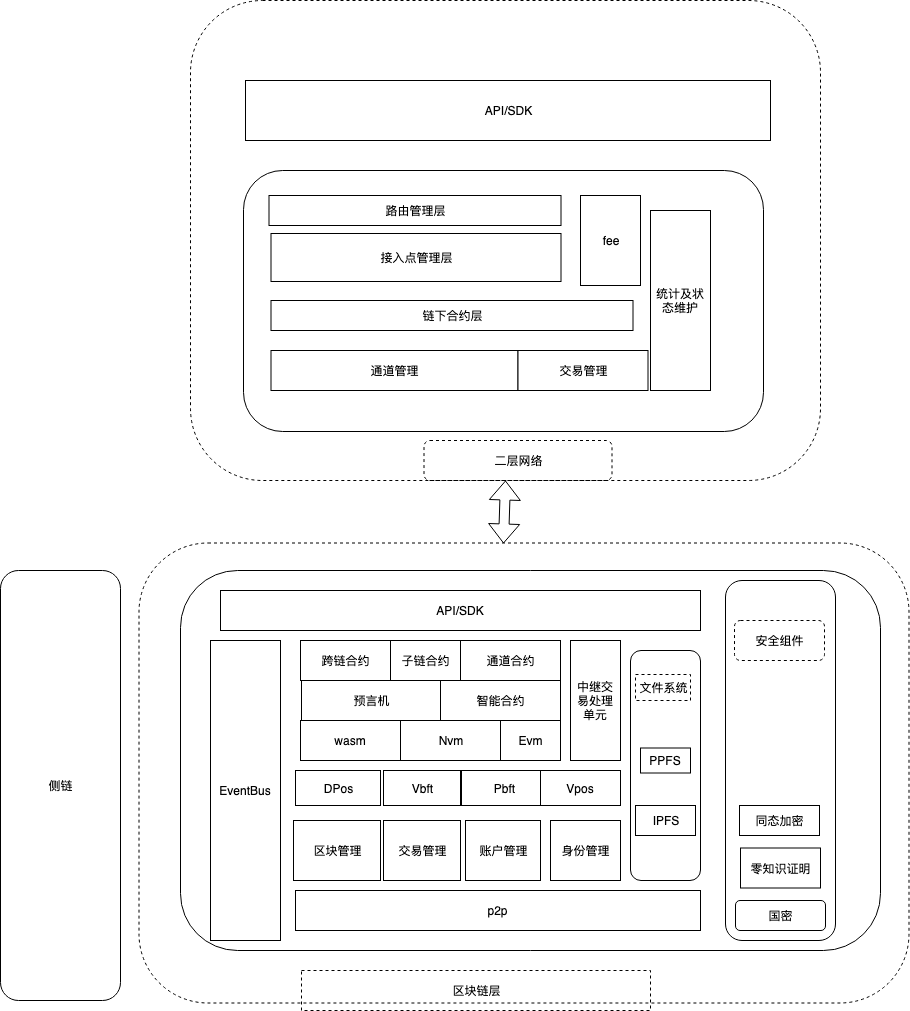 API/SDK
路由管理层
接入点管理层
fee
统计及状
态维护
链下合约层
通道管理
交易管理
二层网络
侧链
API/SDK
EventBus
跨链合约
子链合约
通道合约
预言机
智能合约
wasm
Nvm
Evm
中继交
易处理
单元
DPos
Vbft
Pbft
Vpos
区块管理
交易管理
账户管理
身份管理
p2p
文件系统
PPFS
IPFS
安全组件
同态加密
零知识证明
国密
区块链层